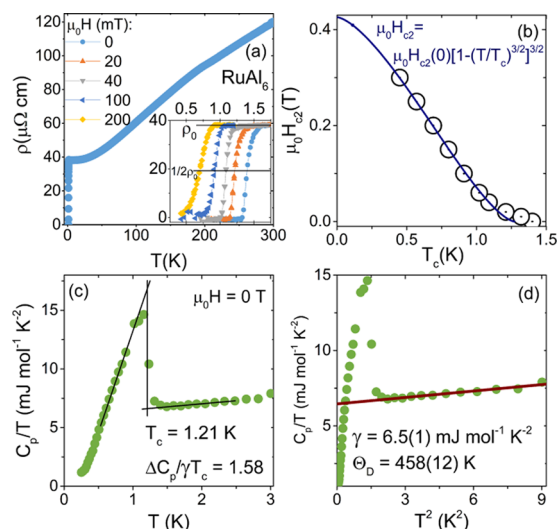 μ₀H (mT):
0
20
40
100
200
(a)
RuAl₆
0.5 1.0 1.5
40
20
0
ρ₀
1/2ρ₀
120
100
80
60
40
20
0
ρ(μΩ cm)
0 100 200 300
T(K)
(b)
μ₀Hc2=
μ₀Hc2(0)[1-(T/Tc)^3/2]^3/2
0.4
0.2
0.0
μ₀Hc2(T)
0.0 0.5 1.0 1.5
Tc(K)
(c)
μ₀H = 0 T
15
10
5
0
Cp/T (mJ mol⁻¹ K⁻²)
Tc = 1.21 K
ΔCp/γTc = 1.58
0 1 2 3
T (K)
(d)
15
10
5
0
Cp/T (mJ mol⁻¹ K⁻²)
γ = 6.5(1) mJ mol⁻¹ K⁻²
ΘD = 458(12) K
0 3 6 9
T² (K²)